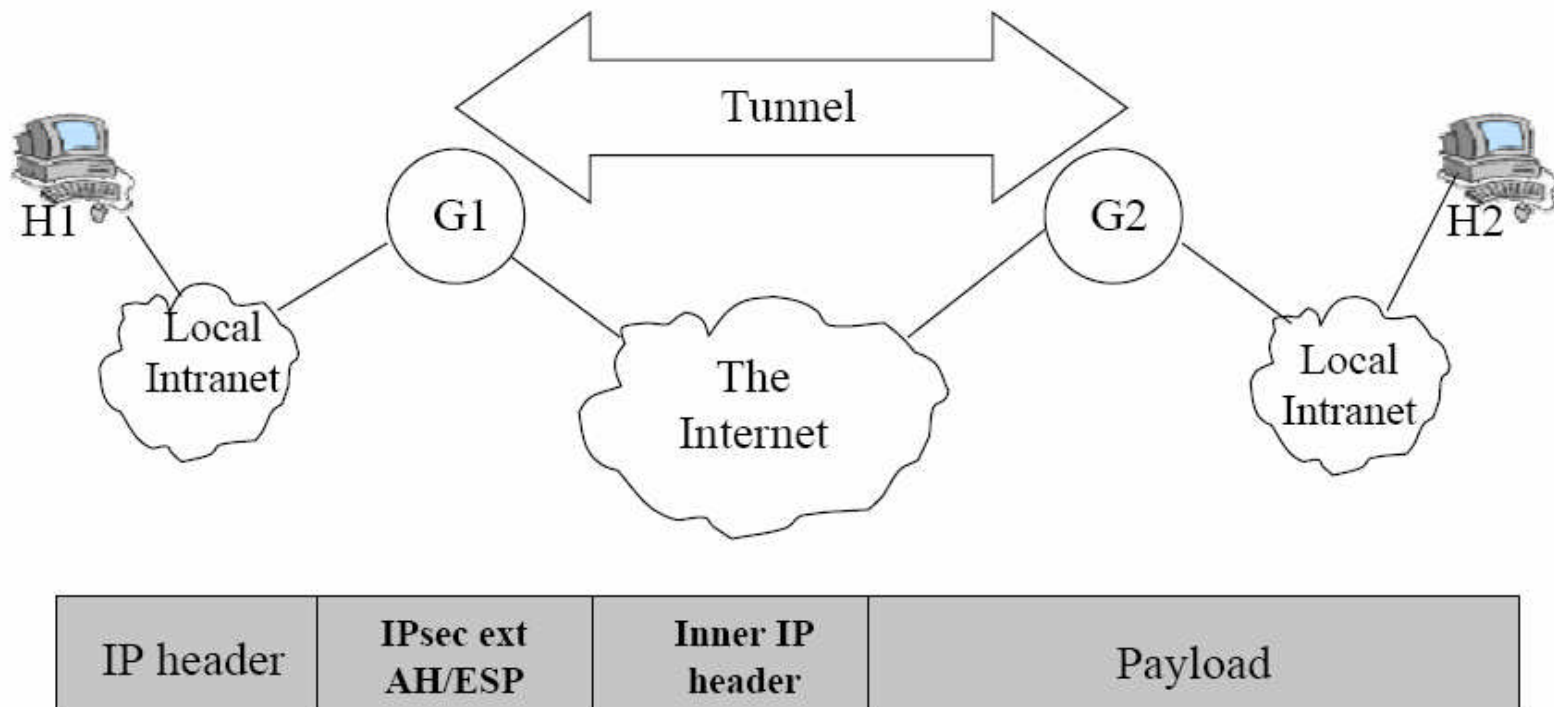 Tunnel
H1
G1
G2
H2
Local
Intranet
The
Internet
Local
Intranet
IP header
IPsec ext
AH/ESP
Inner IP
header
Payload